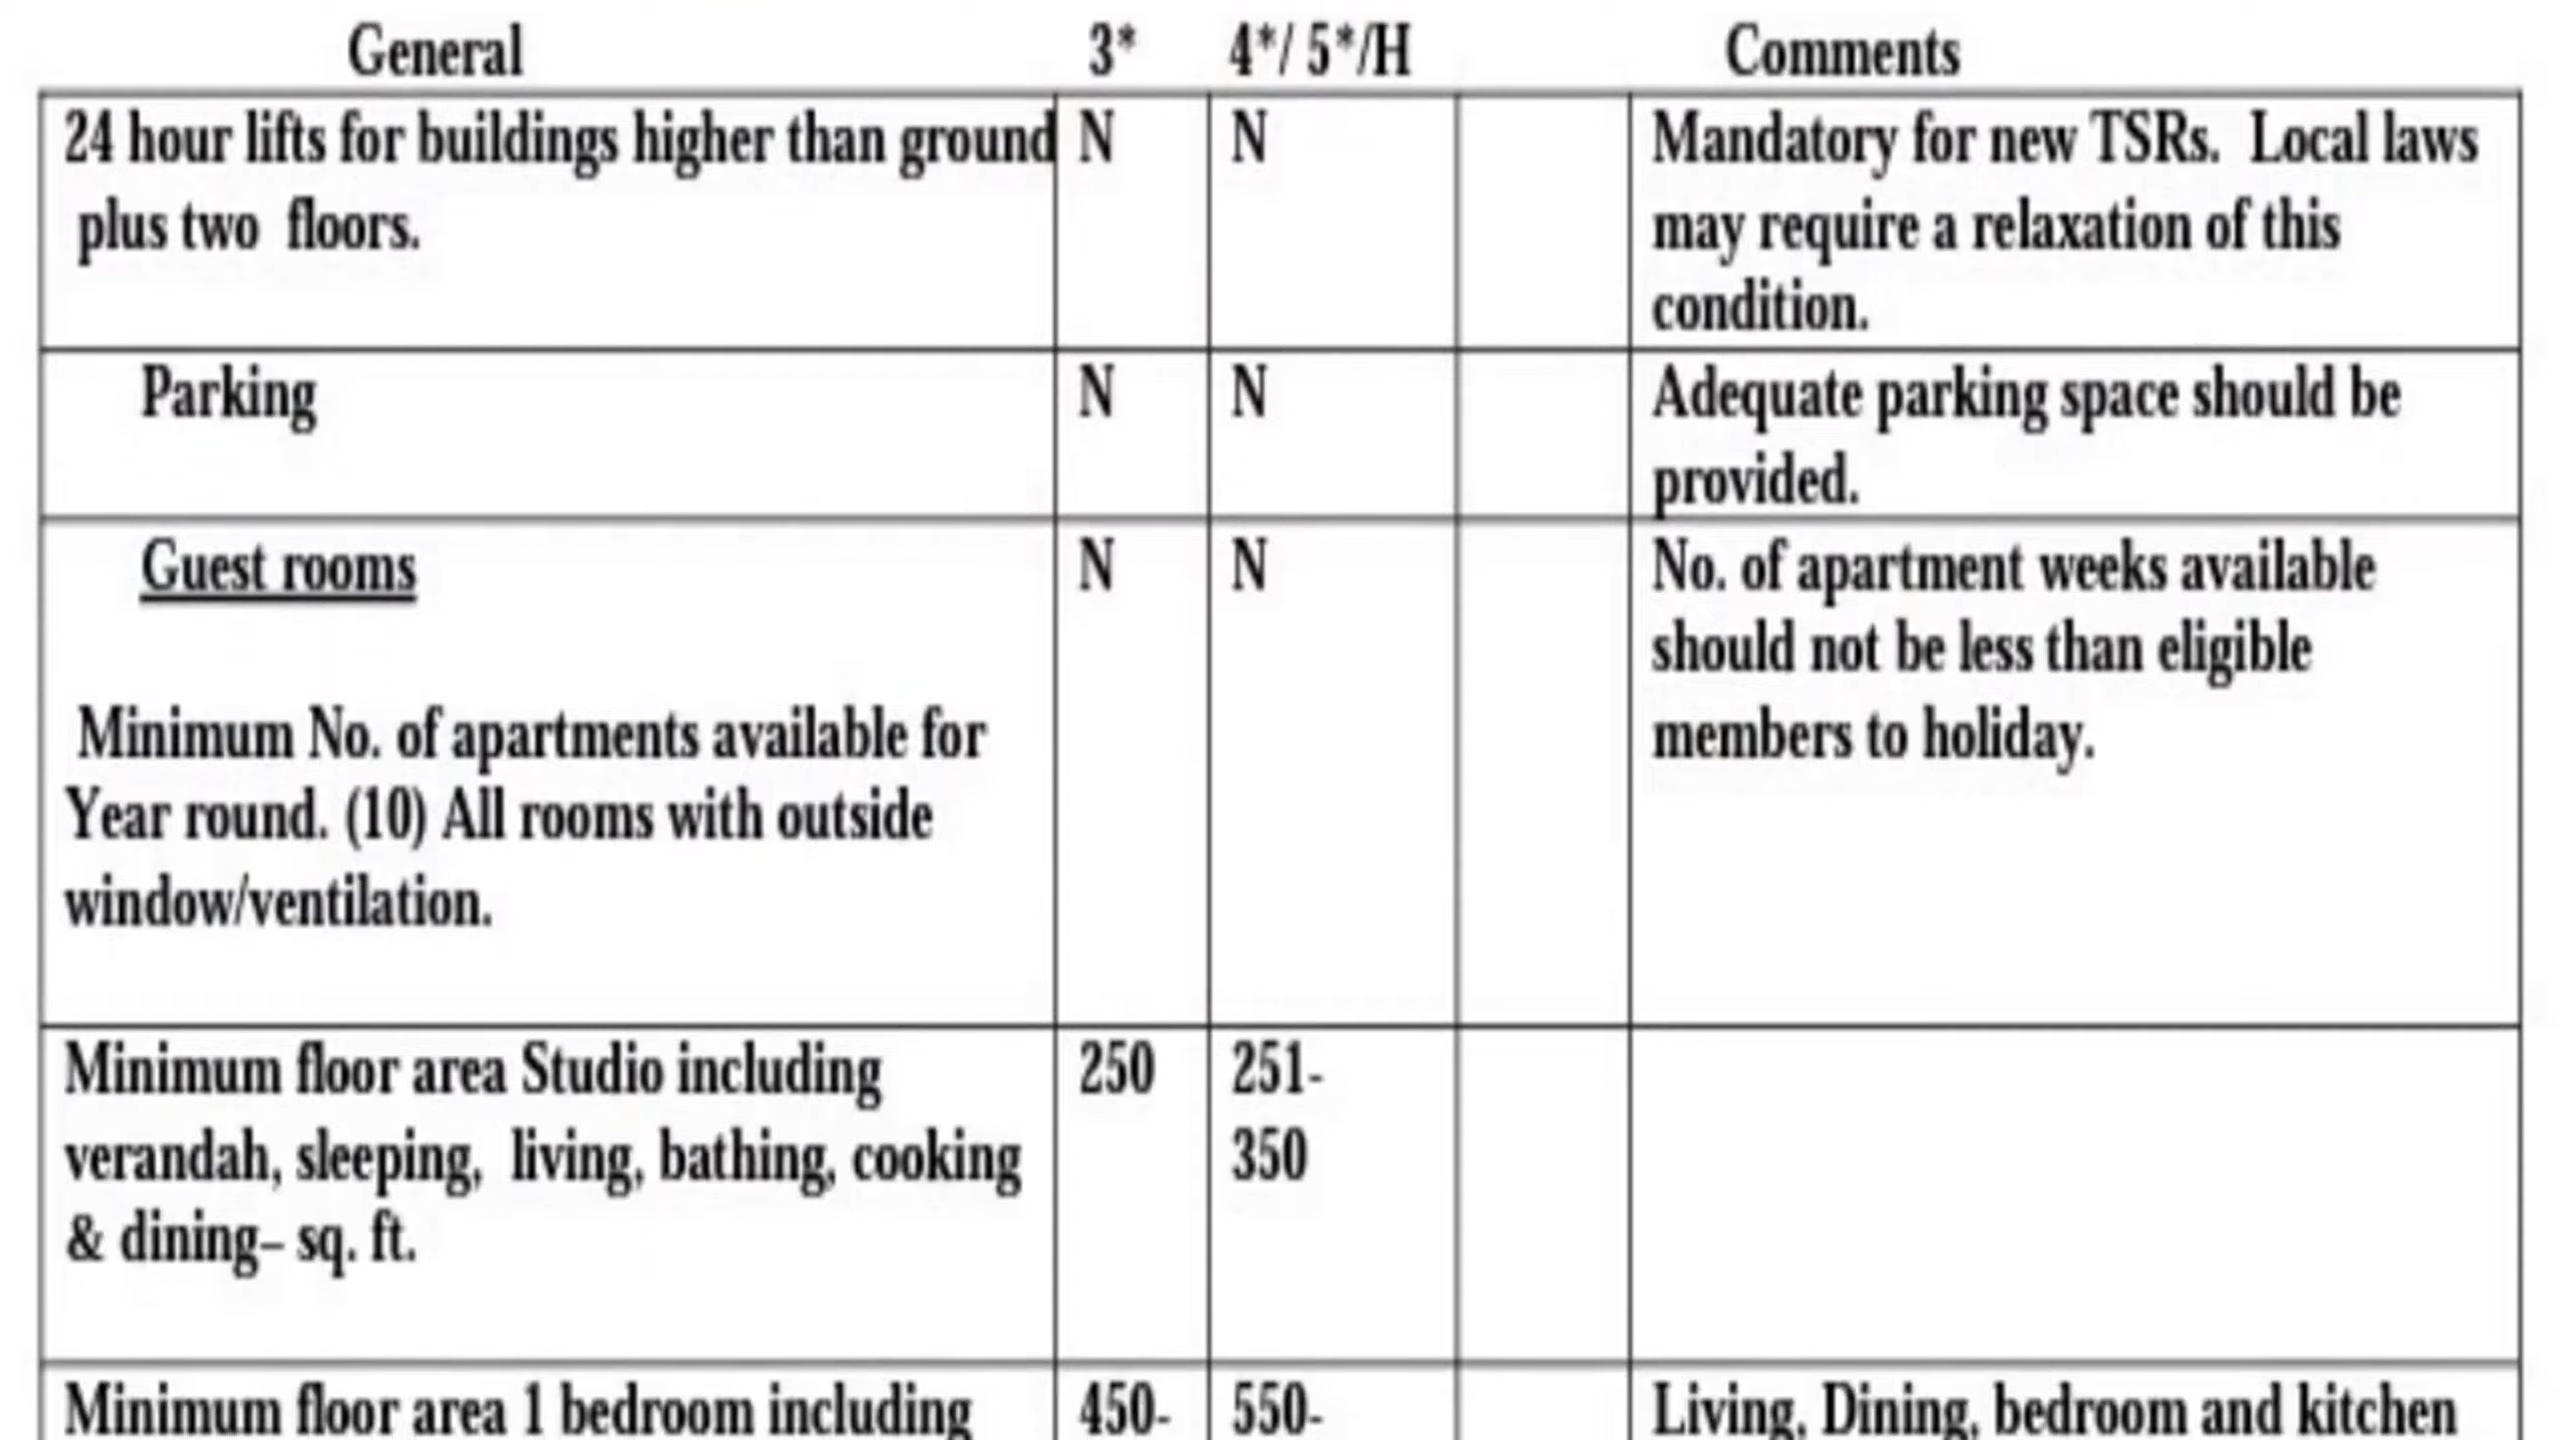 General 3* 4*/ 5*/H Comments
24 hour lifts for buildings higher than ground N N Mandatory for new TSRs. Local laws
plus two floors. may require a relaxation of this
condition.
Parking N N Adequate parking space should be
provided.
Guest rooms N N No. of apartment weeks available
should not be less than eligible
Minimum No. of apartments available for members to holiday.
Year round. (10) All rooms with outside
window/ventilation.
Minimum floor area Studio including 250 251-
verandah, sleeping, living, bathing, cooking 350
& dining– sq. ft.
Minimum floor area 1 bedroom including 450- 550- Living, Dining, bedroom and kitchen